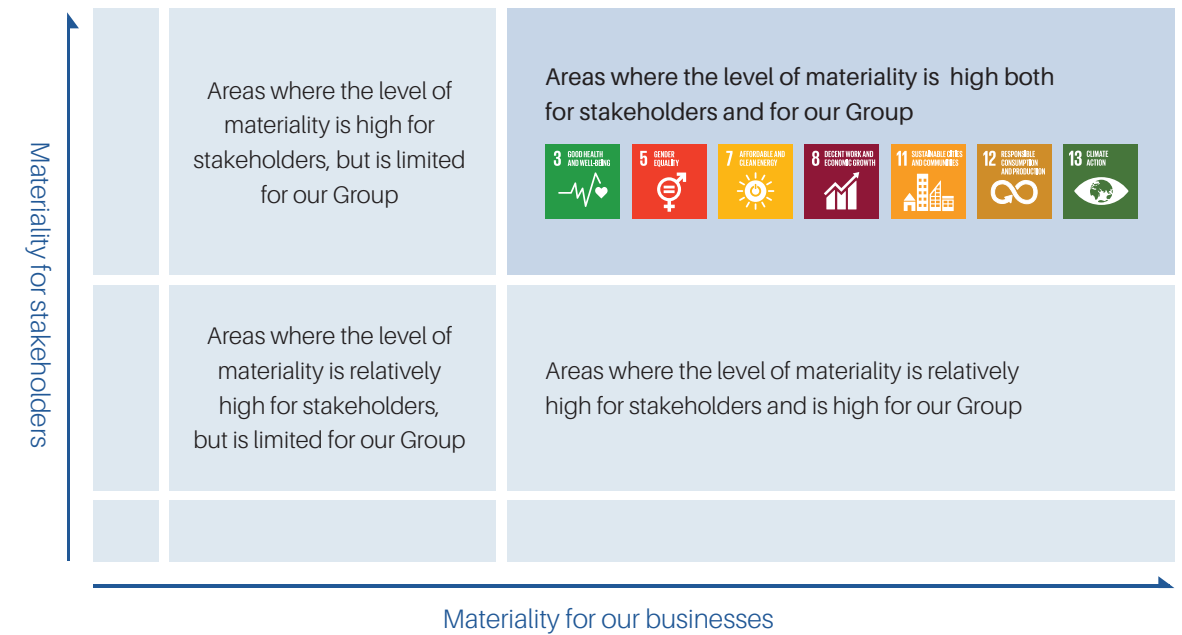 Materiality for stakeholders
Areas where the level of
materiality is high for
stakeholders, but is limited
for our Group
Areas where the level of materiality is high both
for stakeholders and for our Group
3 GOOD HEALTH
AND WELL-BEING
5 GENDER
EQUALITY
7 AFFORDABLE AND
CLEAN ENERGY
8 DECENT WORK AND
ECONOMIC GROWTH
11 SUSTAINABLE CITIES
AND COMMUNITIES
12 RESPONSIBLE
CONSUMPTION
AND PRODUCTION
13 CLIMATE
ACTION
Areas where the level of
materiality is relatively
high for stakeholders,
but is limited for our Group
Areas where the level of materiality is relatively
high for stakeholders and is high for our Group
Materiality for our businesses